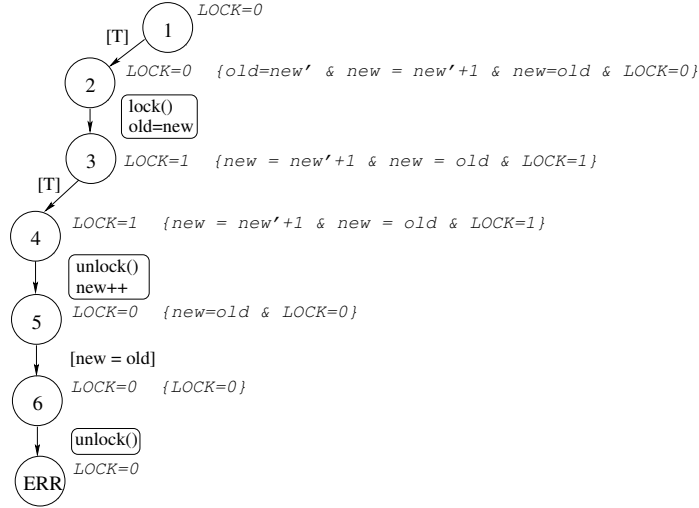 1 LOCK=0
[T]
2 LOCK=0 {old=new' & new = new'+1 & new=old & LOCK=0}
lock()
old=new
3 LOCK=1 {new = new'+1 & new = old & LOCK=1}
[T]
4 LOCK=1 {new = new'+1 & new = old & LOCK=1}
unlock()
new++
5 LOCK=0 {new=old & LOCK=0}
[new = old]
6 LOCK=0 {LOCK=0}
unlock()
ERR LOCK=0